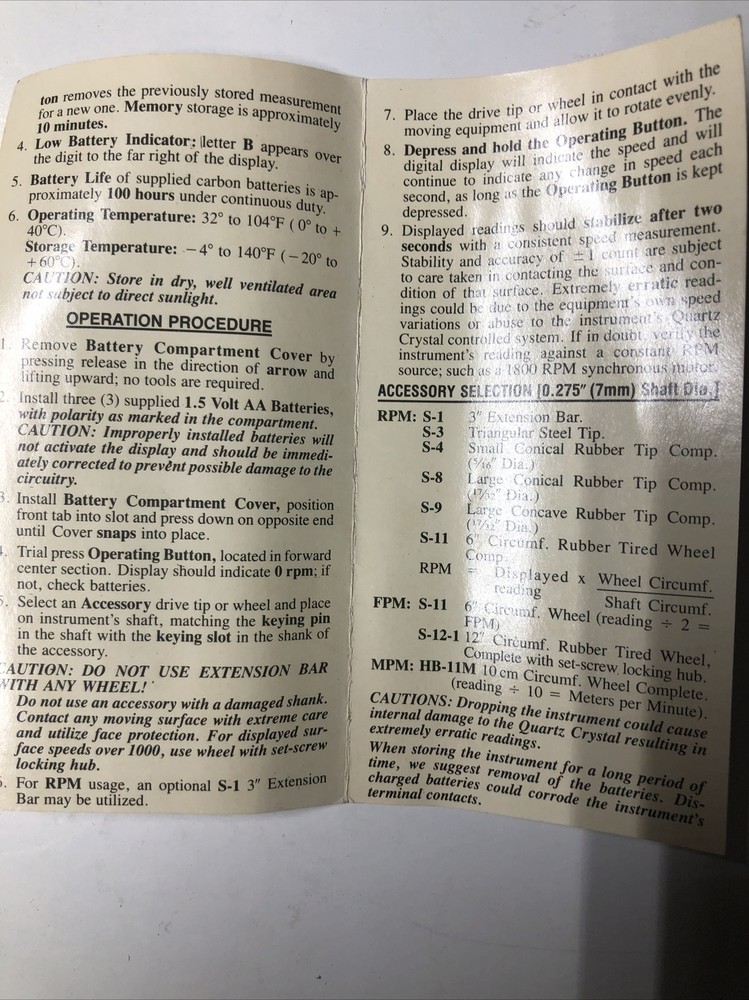 ton removes the previously stored measurement
for a new one. Memory storage is approximately
10 minutes.
4. Low Battery Indicator: letter B appears over
the digit to the far right of the display.
5. Battery Life of supplied carbon batteries is ap-
proximately 100 hours under continuous duty.
6. Operating Temperature: 32° to 104°F ( 0° to +
40°C).
Storage Temperature: -4° to 140°F ( -20° to
+60°C).
CAUTION: Store in dry, well ventilated area
not subject to direct sunlight.
OPERATION PROCEDURE
1. Remove Battery Compartment Cover by
pressing release in the direction of arrow and
lifting upward; no tools are required.
2. Install three (3) supplied 1.5 Volt AA Batteries,
with polarity as marked in the compartment.
CAUTION: Improperly installed batteries will
not activate the display and should be immedi-
ately corrected to prevent possible damage to the
circuitry.
3. Install Battery Compartment Cover, position
front tab into slot and press down on opposite end
until Cover snaps into place.
4. Trial press Operating Button, located in forward
center section. Display should indicate 0 rpm; if
not, check batteries.
5. Select an Accessory drive tip or wheel and place
on instrument's shaft, matching the keying pin
in the shaft with the keying slot in the shank of
the accessory.
CAUTION: DO NOT USE EXTENSION BAR
WITH ANY WHEEL!
Do not use an accessory with a damaged shank.
Contact any moving surface with extreme care
and utilize face protection. For displayed sur-
face speeds over 1000, use wheel with set-screw
locking hub.
6. For RPM usage, an optional S-1 3" Extension
Bar may be utilized.
7. Place the drive tip or wheel in contact with the
moving equipment and allow it to rotate evenly.
8. Depress and hold the Operating Button. The
digital display will indicate the speed and will
continue to indicate any change in speed each
second, as long as the Operating Button is kept
depressed.
9. Displayed readings should stabilize after two
seconds with a consistent speed measurement.
Stability and accuracy of ±1 count are subject
to care taken in contacting the surface and con-
dition of that surface. Extremely erratic read-
ings could be due to the equipment's own speed
variations or abuse to the instrument's Quartz
Crystal controlled system. If in doubt, verify the
instrument's reading against a constant RPM
source; such as a 1800 RPM synchronous motor.
ACCESSORY SELECTION [0.275" (7mm) Shaft Dia.]
RPM: S-1 3" Extension Bar.
S-3 Triangular Steel Tip.
S-4 Small Conical Rubber Tip Comp.
(5/16" Dia.)
S-8 Large Conical Rubber Tip Comp.
(17/32" Dia.)
S-9 Large Concave Rubber Tip Comp.
(17/32" Dia.)
S-11 6" Circumf. Rubber Tired Wheel
Comp.
RPM = Displayed x Wheel Circumf.
reading Shaft Circumf.
FPM: S-11 6" Circumf. Wheel (reading ÷ 2 =
FPM)
S-12-1 12" Circumf. Rubber Tired Wheel,
Complete with set-screw locking hub.
MPM: HB-11M 10 cm Circumf. Wheel Complete.
(reading ÷ 10 = Meters per Minute).
CAUTIONS: Dropping the instrument could cause
internal damage to the Quartz Crystal resulting in
extremely erratic readings.
When storing the instrument for a long period of
time, we suggest removal of the batteries. Dis-
charged batteries could corrode the instrument's
terminal contacts.